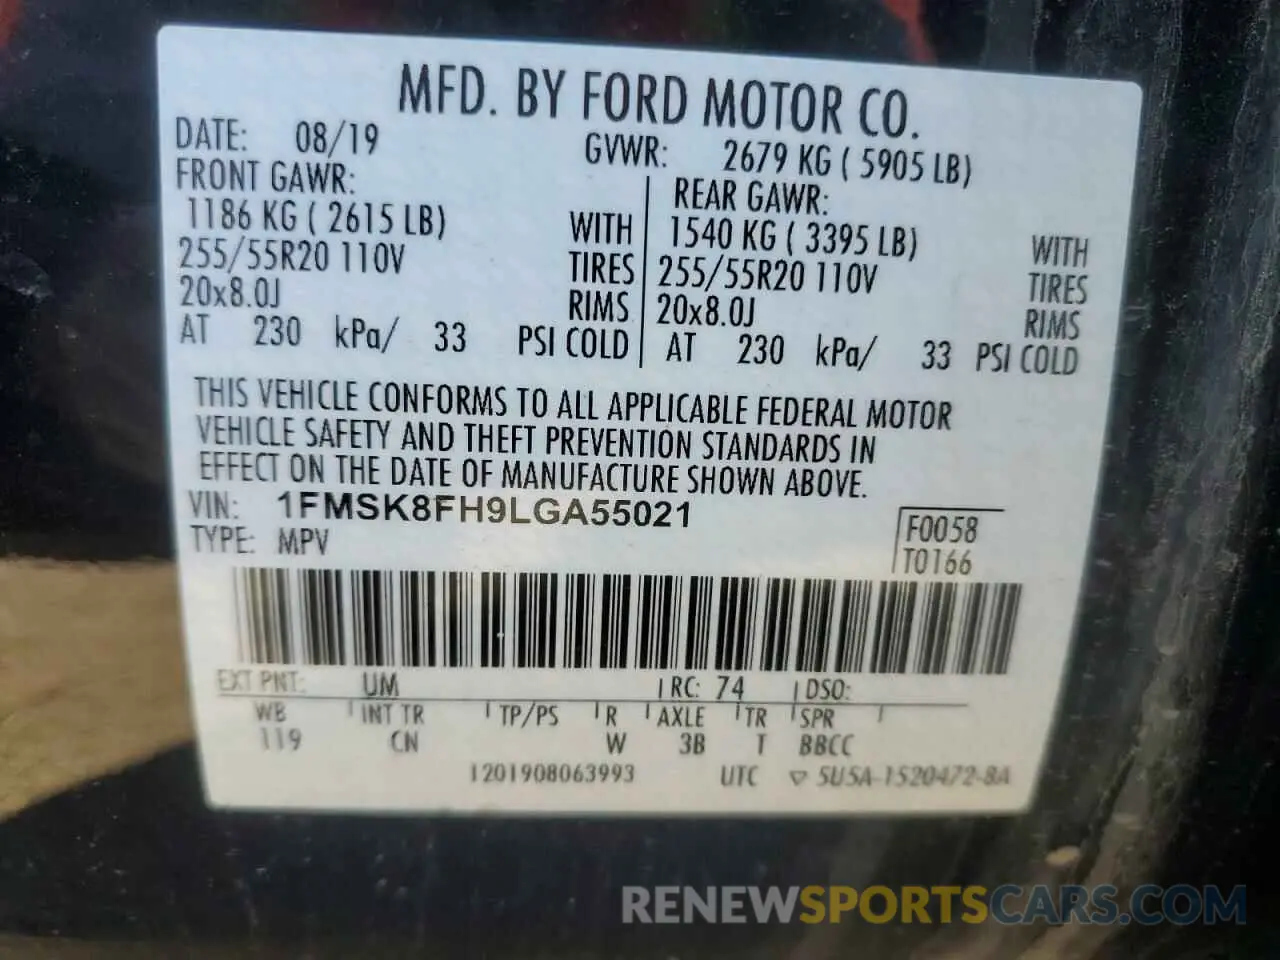 MFD. BY FORD MOTOR CO.
DATE: 08/19 GVWR: 2679 KG ( 5905 LB)
FRONT GAWR: REAR GAWR:
1186 KG ( 2615 LB) WITH 1540 KG ( 3395 LB) WITH
255/55R20 110V TIRES 255/55R20 110V TIRES
20x8.0J RIMS 20x8.0J RIMS
AT 230 kPa/ 33 PSI COLD AT 230 kPa/ 33 PSI COLD
THIS VEHICLE CONFORMS TO ALL APPLICABLE FEDERAL MOTOR
VEHICLE SAFETY AND THEFT PREVENTION STANDARDS IN
EFFECT ON THE DATE OF MANUFACTURE SHOWN ABOVE.
VIN: 1FMSK8FH9LGA55021
F0058
TYPE: MPV
T0166
EXT PNT: UM RC: 74 DSO:
WB INT TR TP/PS R AXLE TR SPR
119 CN W 3B T BBCC
1201908063993 UTC ▽ 5U5A-1520472-BA
RENEWSPORTSCARS.COM